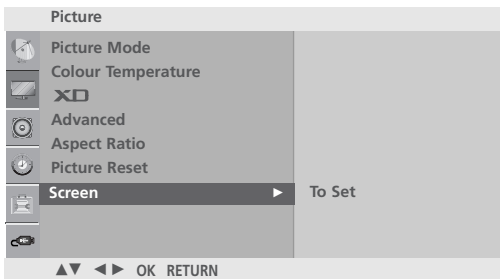 Picture
Picture Mode
Colour Temperature
XD
Advanced
Aspect Ratio
Picture Reset
Screen ► To Set
▲▼ ◄ ► OK RETURN